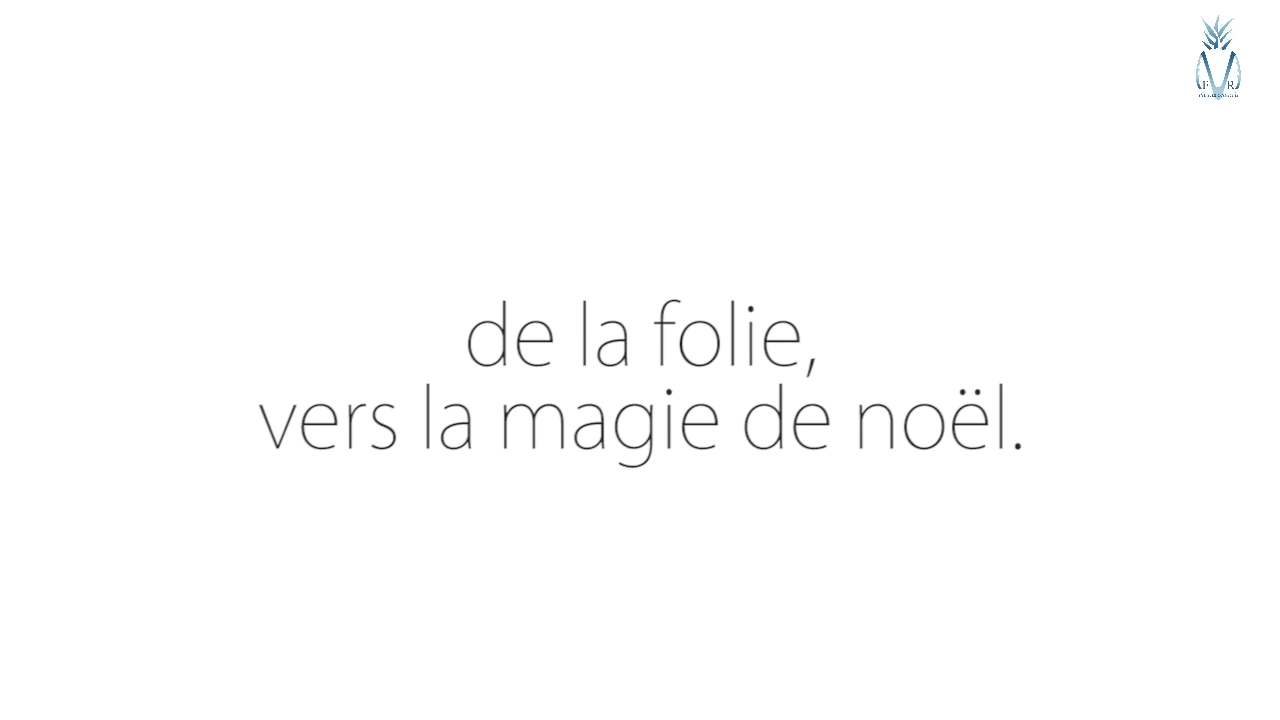 de la folie,
vers la magie de noël.